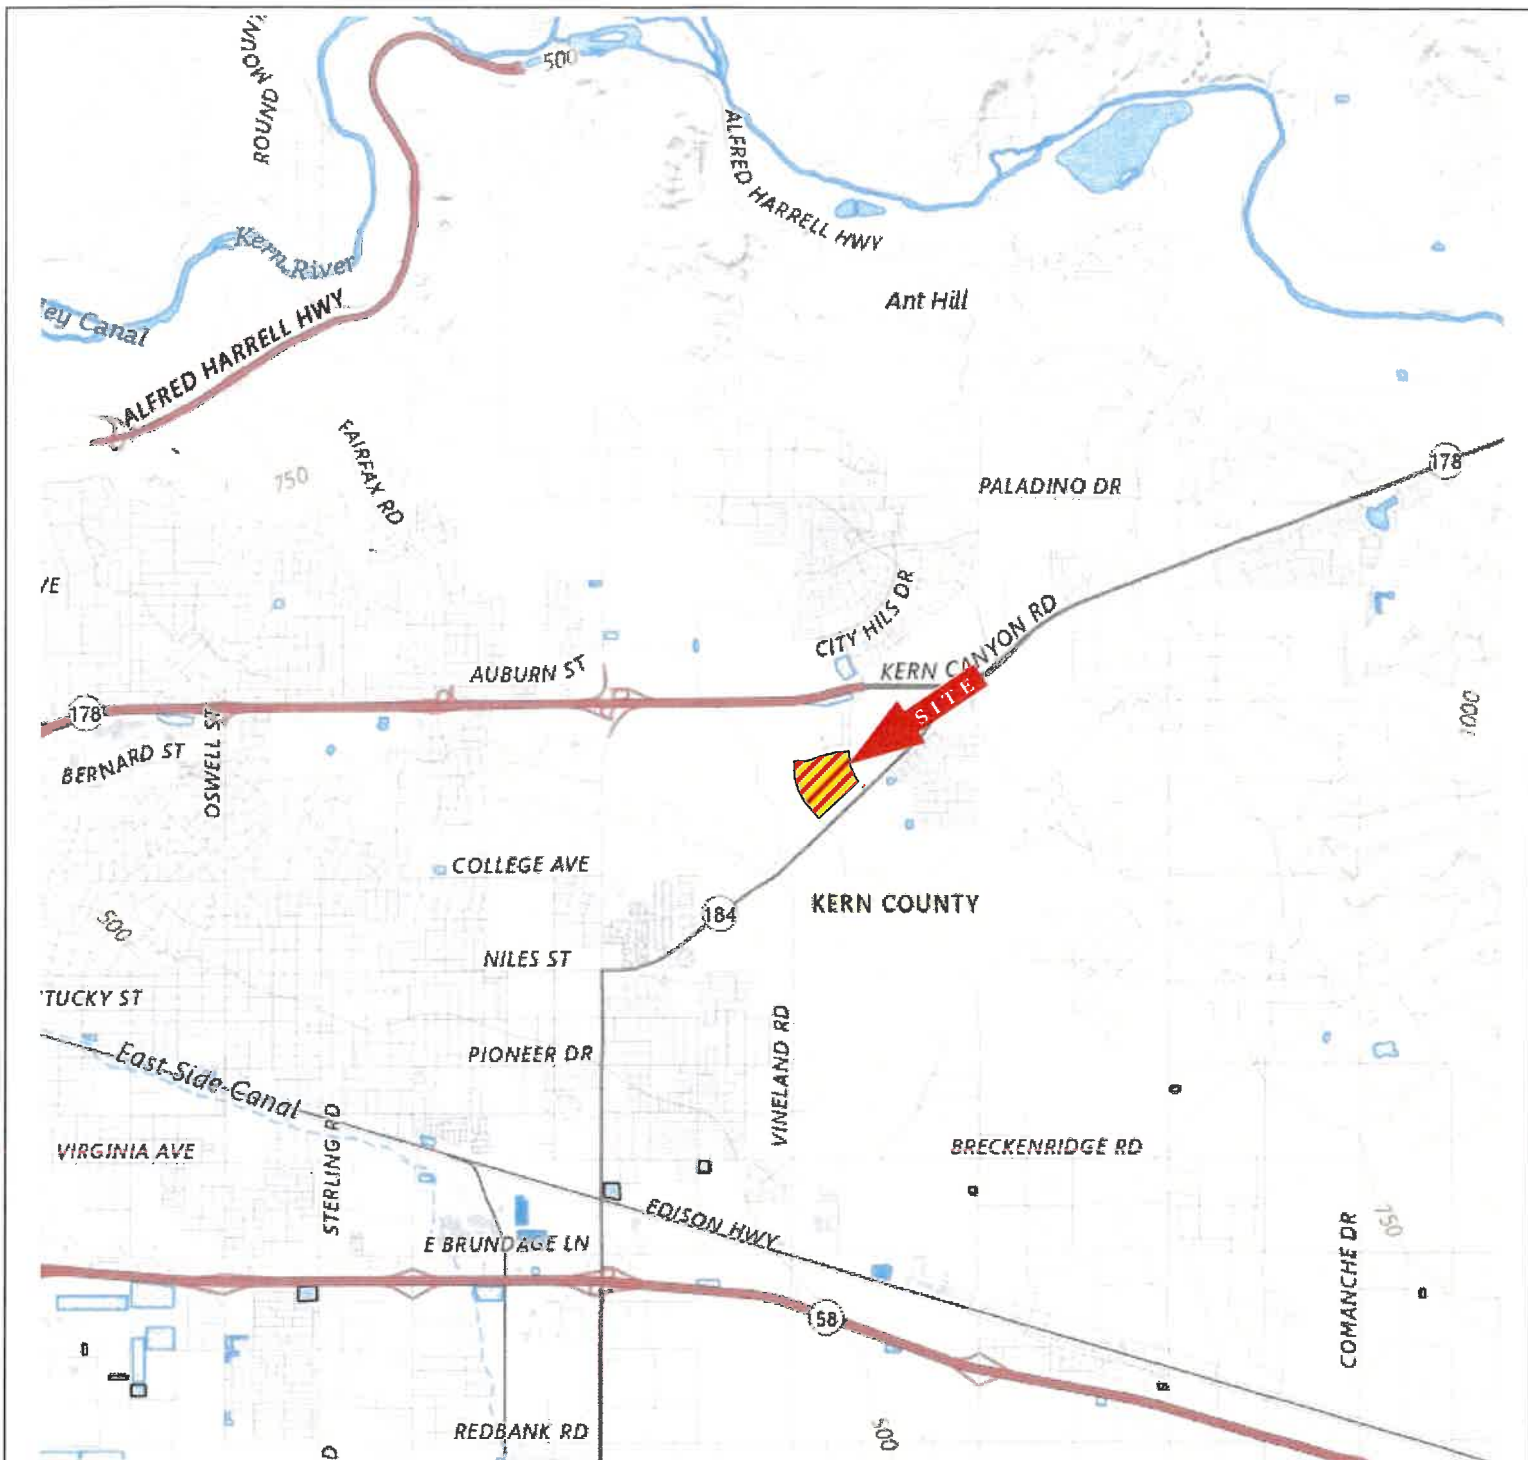 ROUND MOUN
500
ALFRED HARRELL HWY
Kern River
ley Canal
Ant Hill
ALFRED HARRELL HWY
FAIRFAX RD
750
PALADINO DR
178
VE
CITY HILS DR
KERN CANYON RD
AUBURN ST
SITE
178
1000
BERNARD ST
OSWELL ST
COLLEGE AVE
KERN COUNTY
184
500
NILES ST
TUCKY ST
VINELAND RD
PIONEER DR
East Side Canal
STERLING RD
VIRGINIA AVE
BRECKENRIDGE RD
EDISON HWY
750
COMANCHE DR
E BRUNDAGE LN
58
REDBANK RD
500
D